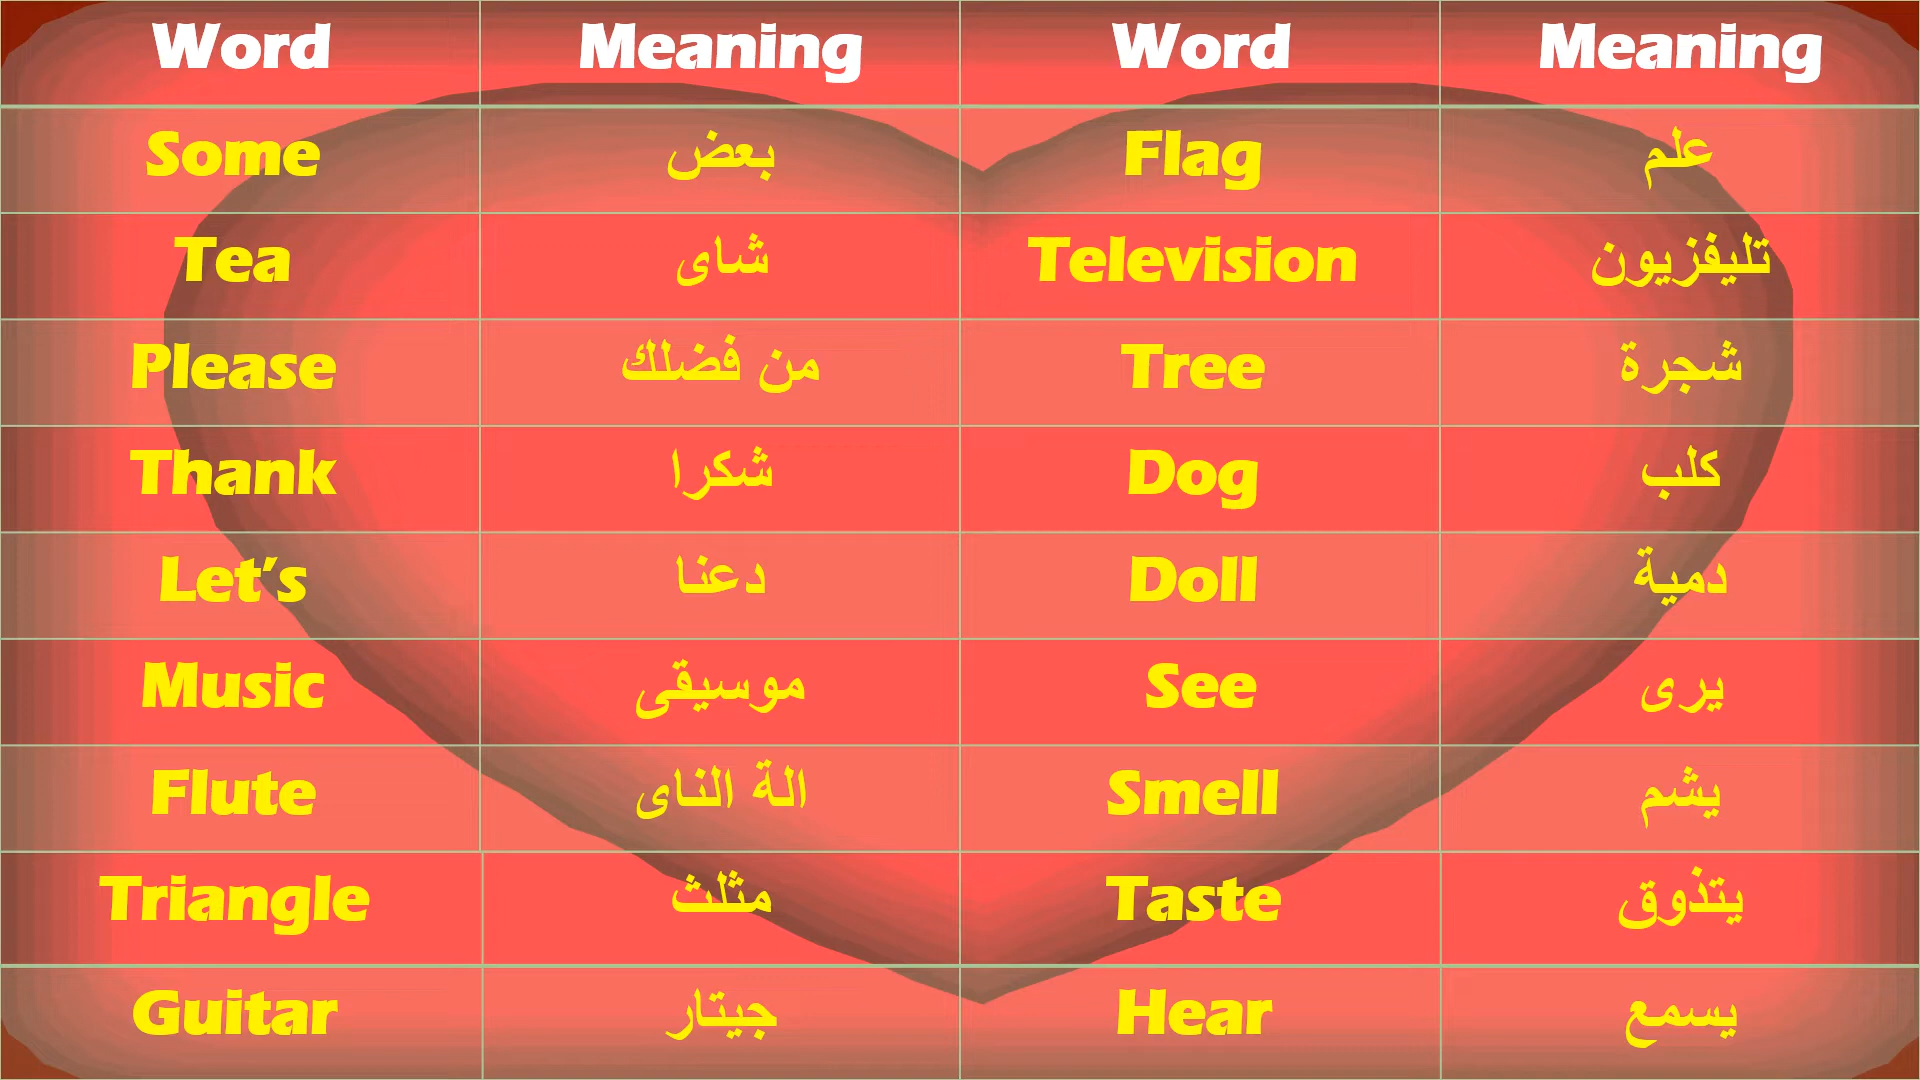 Word Meaning Word Meaning
Some بعض Flag علم
Tea شاى Television تليفزيون
Please من فضلك Tree شجرة
Thank شكرا Dog كلب
Let's دعنا Doll دمية
Music موسيقى See يرى
Flute الة الناى Smell يشم
Triangle مثلث Taste يتذوق
Guitar جيتار Hear يسمع